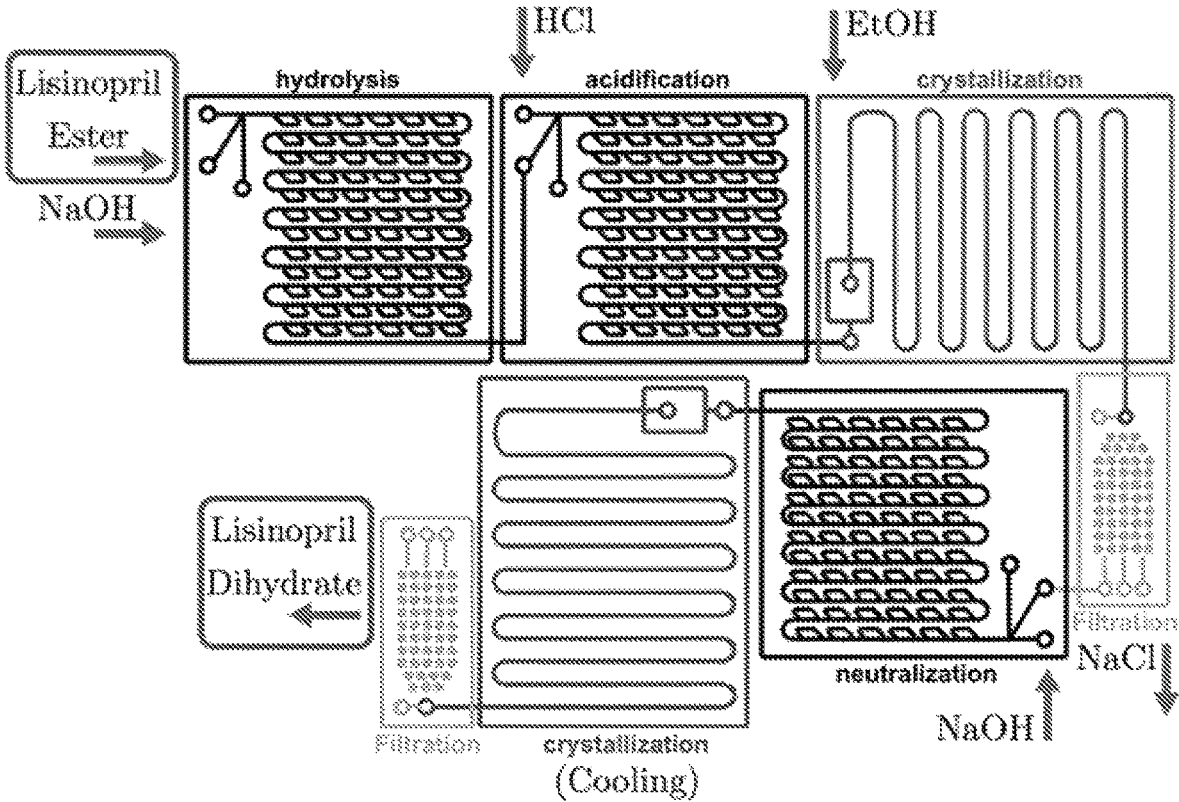 HCl
EtOH
hydrolysis
acidification
crystallization
Lisinopril
Ester
NaOH
Lisinopril
Dihydrate
Filtration
NaCl
neutralization
NaOH
Filtration
crystallization
(Cooling)